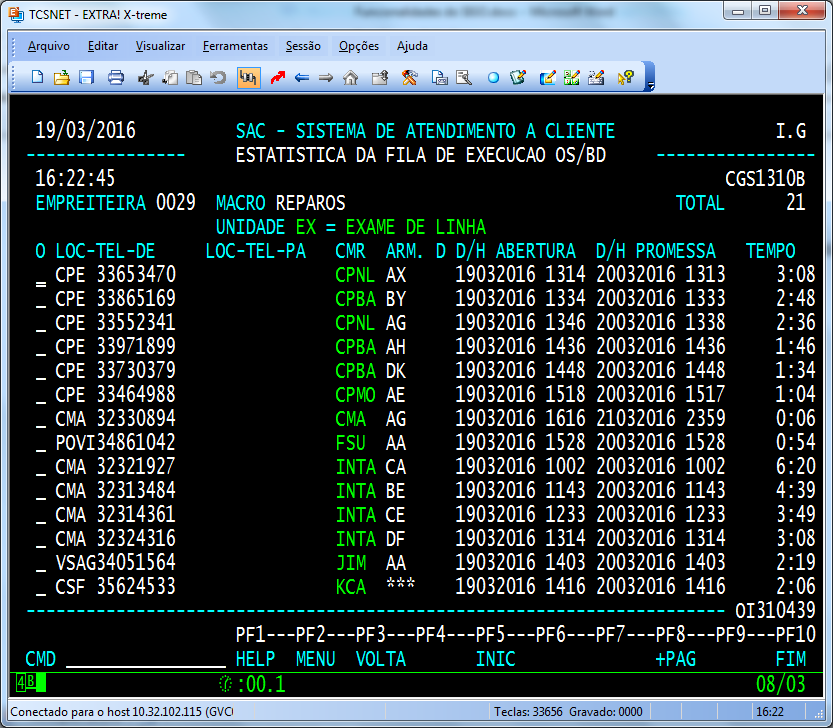 TCSNET - EXTRA! X-treme
Arquivo Editar Visualizar Ferramentas Sessão Opções Ajuda
19/03/2016 SAC - SISTEMA DE ATENDIMENTO A CLIENTE I.G
--------------- ESTATISTICA DA FILA DE EXECUCAO OS/BD ---------------
16:22:45 CGS1310B
EMPREITEIRA 0029 MACRO REPAROS TOTAL 21
UNIDADE EX = EXAME DE LINHA
O LOC-TEL-DE LOC-TEL-PA CMR ARM. D D/H ABERTURA D/H PROMESSA TEMPO
_ CPE 33653470 CPNL AX 19032016 1314 20032016 1313 3:08
_ CPE 33865169 CPBA BY 19032016 1334 20032016 1333 2:48
_ CPE 33552341 CPNL AG 19032016 1346 20032016 1338 2:36
_ CPE 33971899 CPBA AH 19032016 1436 20032016 1436 1:46
_ CPE 33730379 CPBA DK 19032016 1448 20032016 1448 1:34
_ CPE 33464988 CPMO AE 19032016 1518 20032016 1517 1:04
_ CMA 32330894 CMA AG 19032016 1616 21032016 2359 0:06
_ POVI34861042 FSU AA 19032016 1528 20032016 1528 0:54
_ CMA 32321927 INTA CA 19032016 1002 20032016 1002 6:20
_ CMA 32313484 INTA BE 19032016 1143 20032016 1143 4:39
_ CMA 32314361 INTA CE 19032016 1233 20032016 1233 3:49
_ CMA 32324316 INTA DF 19032016 1314 20032016 1314 3:08
_ VSAG34051564 JIM AA 19032016 1403 20032016 1403 2:19
_ CSF 35624533 KCA *** 19032016 1416 20032016 1416 2:06
---------------------------------------------------------------------- OI310439
PF1---PF2---PF3---PF4---PF5---PF6---PF7---PF8---PF9---PF10
CMD ________________ HELP MENU VOLTA INIC +PAG FIM
4B :00.1 08/03
Conectado para o host 10.32.102.115 (GVC Teclas: 33656 Gravado: 0000 16:22